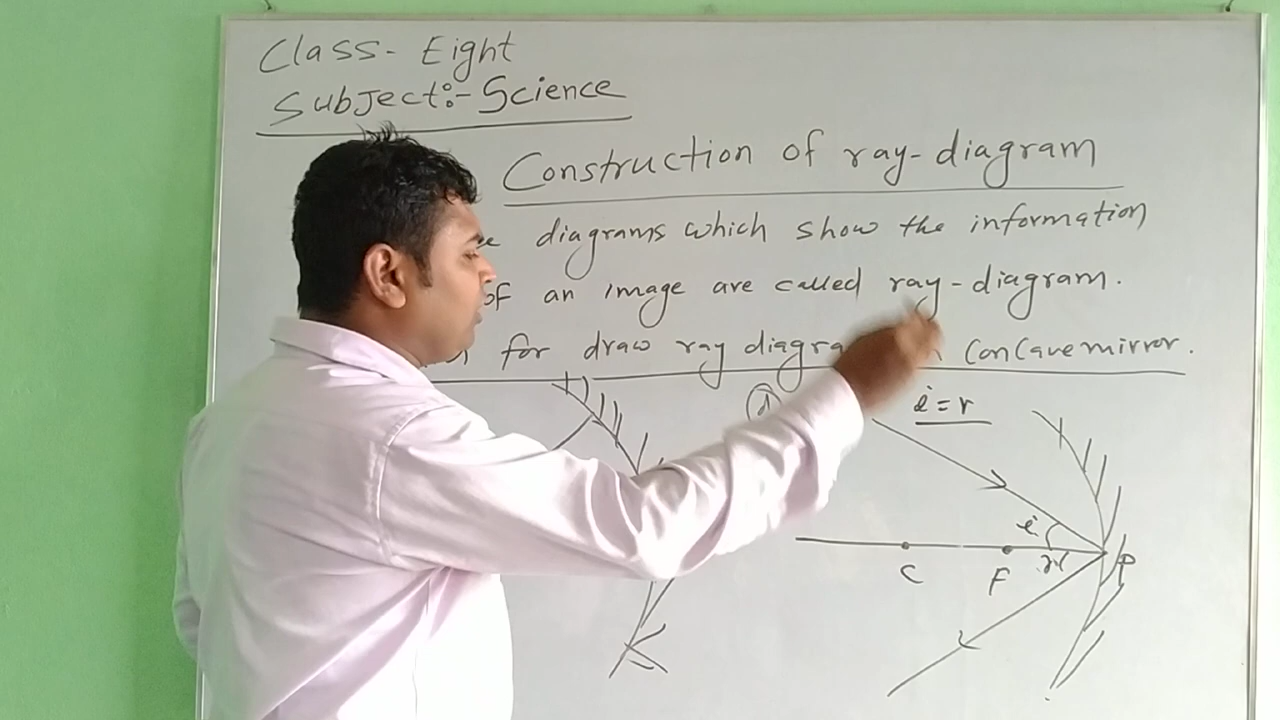 Class- Eight
Subject:- Science
Construction of ray-diagram
diagrams which show the information
of an image are called ray-diagram.
for draw ray diagra concave mirror.
i = r
i
r
C
F
P